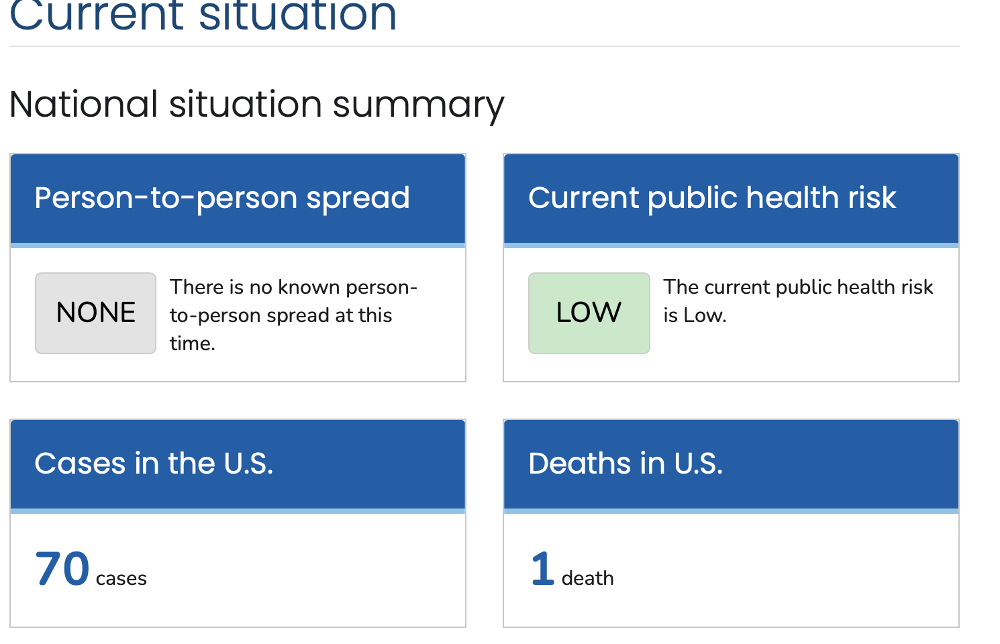 Current situation
National situation summary
Person-to-person spread
NONE
There is no known person-
to-person spread at this
time.
Current public health risk
LOW
The current public health risk
is Low.
Cases in the U.S.
70 cases
Deaths in U.S.
1 death